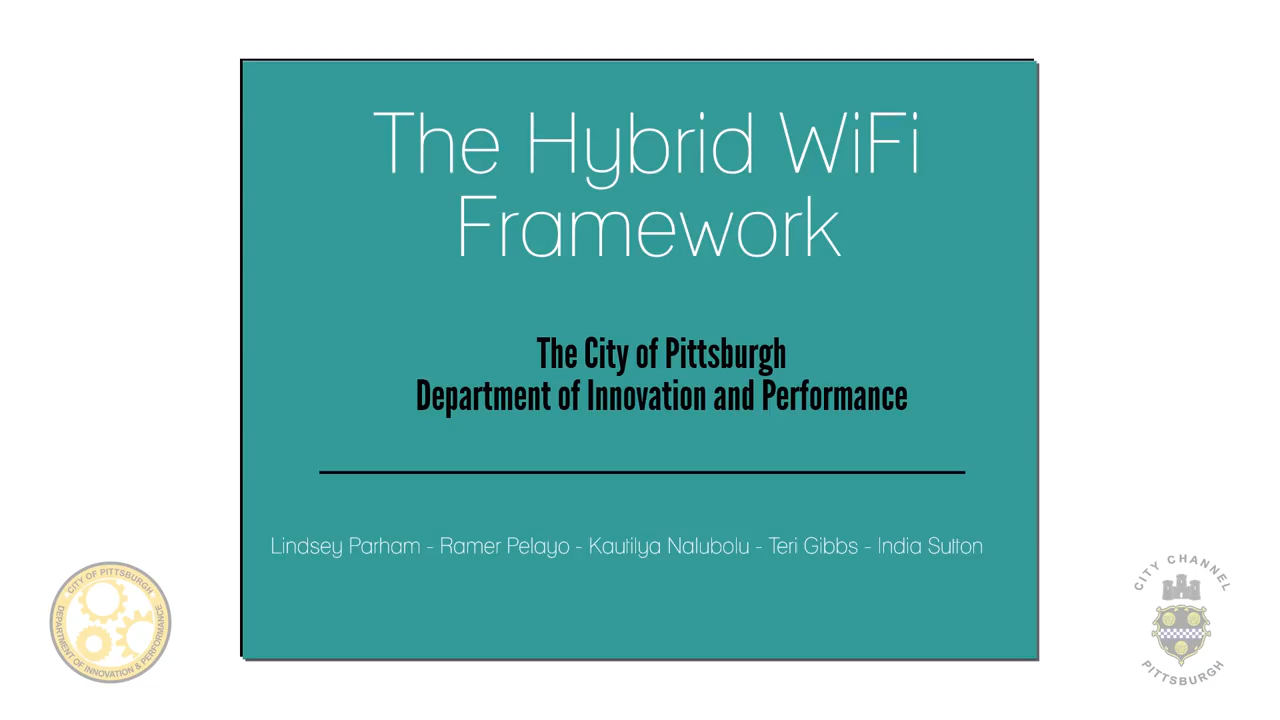 The Hybrid WiFi
Framework
The City of Pittsburgh
Department of Innovation and Performance
Lindsey Parham - Ramer Pelayo - Kautilya Nalubolu - Teri Gibbs - India Sutton
CITY OF PITTSBURGH
DEPARTMENT OF INNOVATION & PERFORMANCE
CITY CHANNEL
PITTSBURGH